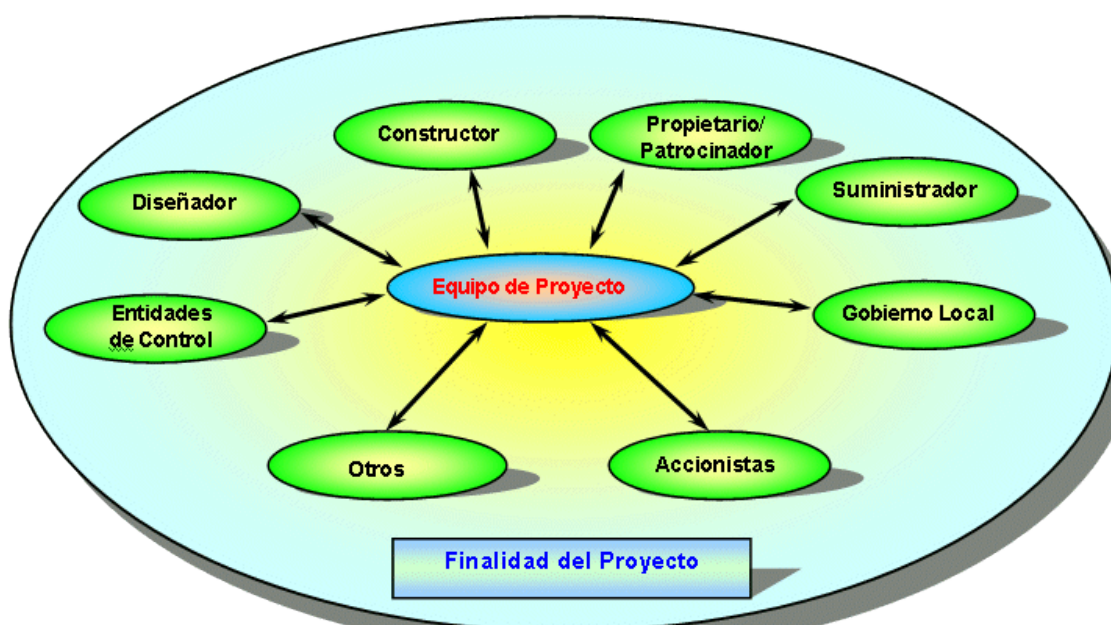 Constructor
Propietario/
Patrocinador
Diseñador
Suministrador
Equipo de Proyecto
Entidades
de Control
Gobierno Local
Otros
Accionistas
Finalidad del Proyecto